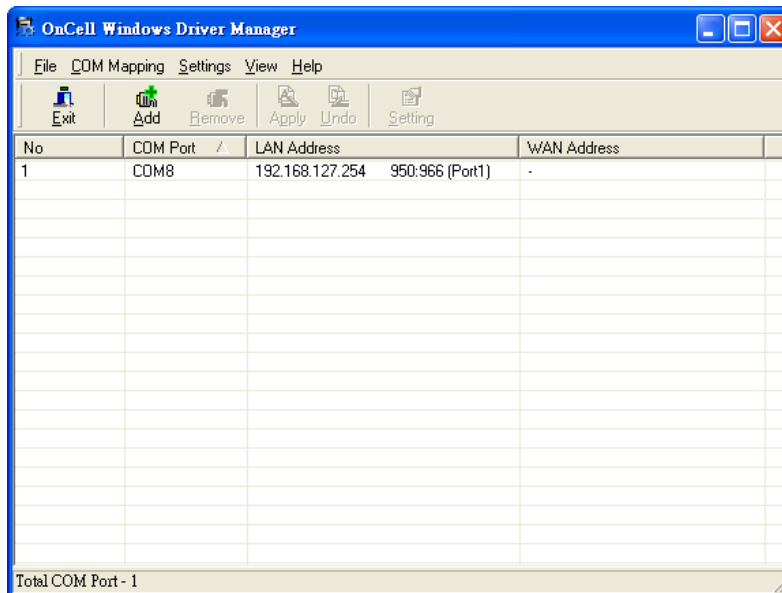 OnCell Windows Driver Manager
File COM Mapping Settings View Help
Exit Add Remove Apply Undo Setting
No COM Port LAN Address WAN Address
1 COM8 192.168.127.254 950:966 (Port1) -
Total COM Port - 1